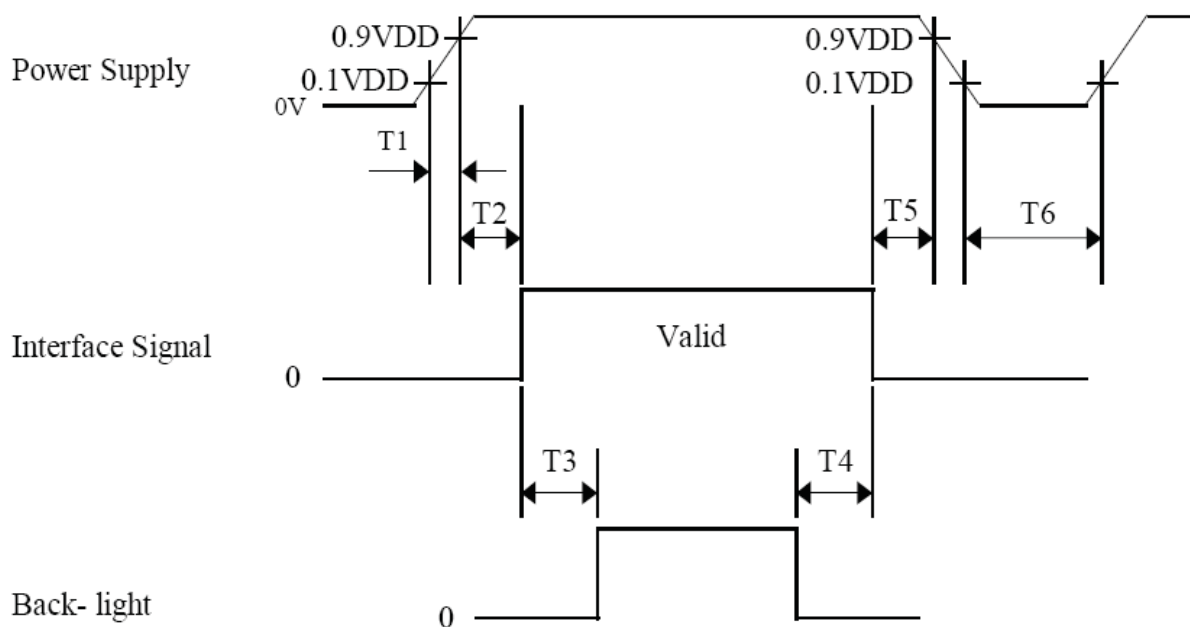 0.9VDD
0.9VDD
Power Supply
0.1VDD
0.1VDD
0V
T1
T2
T5
T6
Valid
Interface Signal
0
T3
T4
Back- light
0